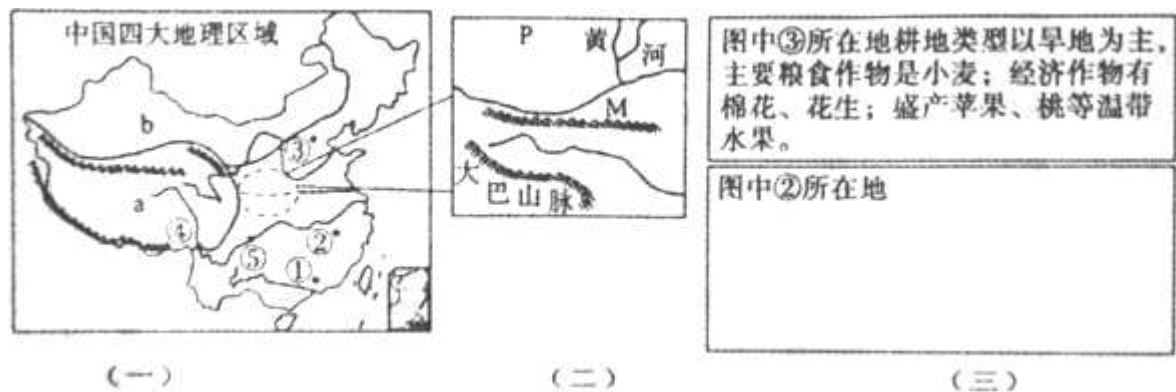 中国四大地理区域
b
a
③
④
②
⑤
①
(一)
P
黄
河
M
大
巴山脉
(二)
图中③所在地耕地类型以旱地为主,
主要粮食作物是小麦;经济作物有
棉花、花生;盛产苹果、桃等温带
水果。
图中②所在地
(三)